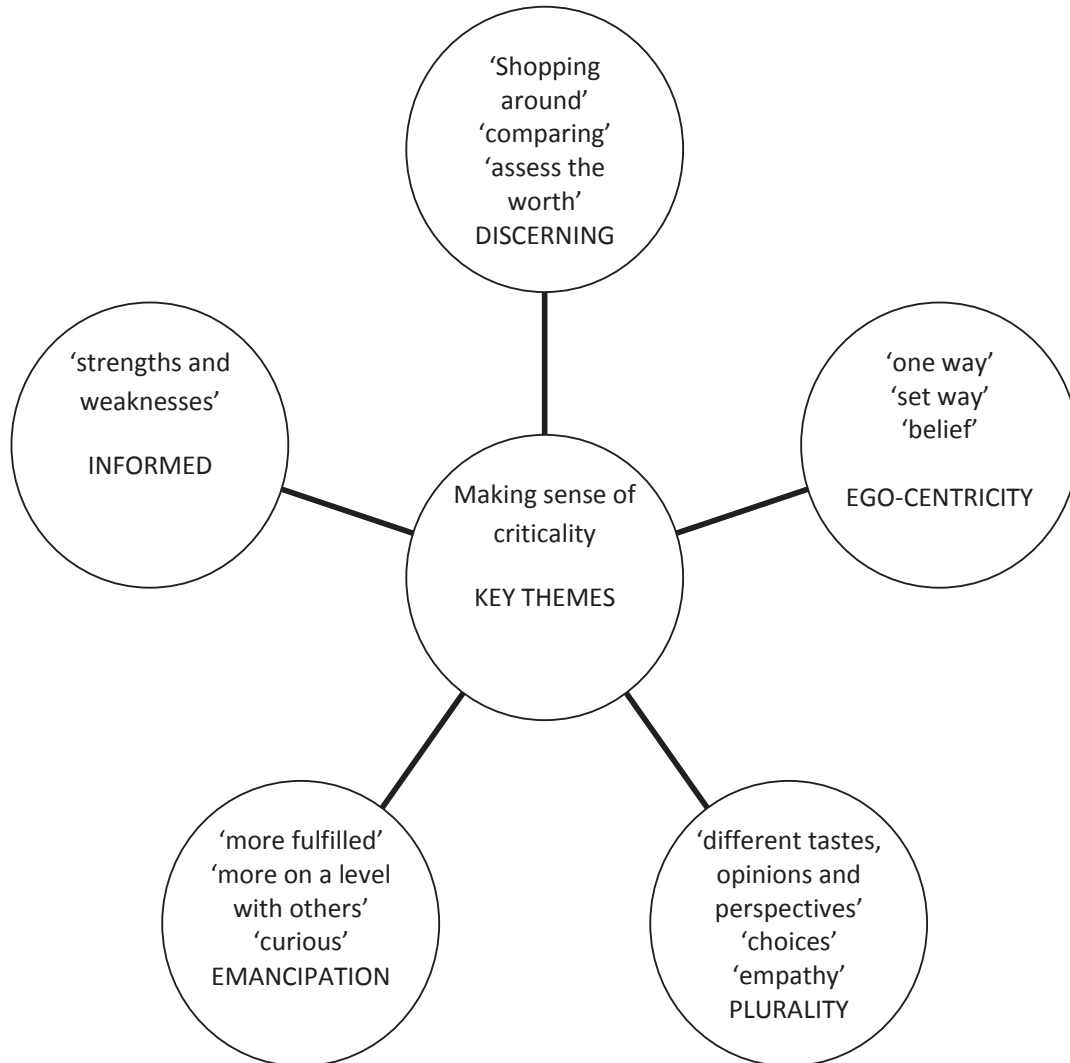 ‘Shopping
around’
‘comparing’
‘assess the
worth’
DISCERNING
‘strengths and
weaknesses’
INFORMED
‘one way’
‘set way’
‘belief’
EGO-CENTRICITY
Making sense of
criticality
KEY THEMES
‘more fulfilled’
‘more on a level
with others’
‘curious’
EMANCIPATION
‘different tastes,
opinions and
perspectives’
‘choices’
‘empathy’
PLURALITY